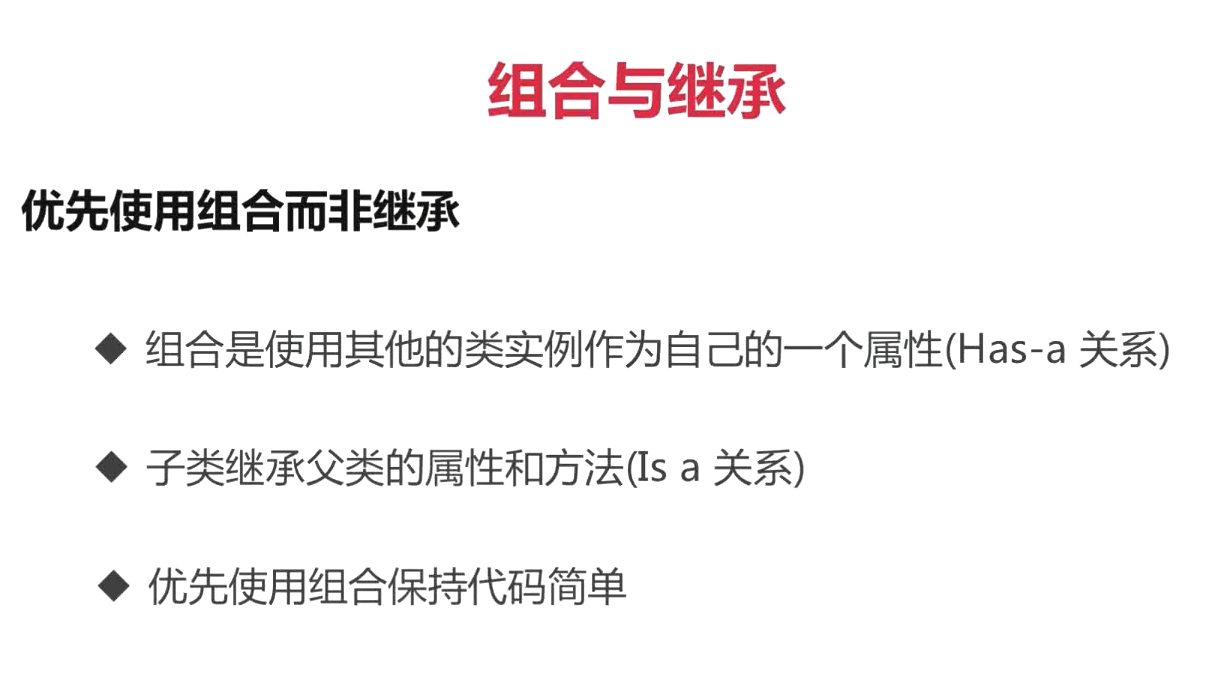 组合与继承
优先使用组合而非继承
◆ 组合是使用其他的类实例作为自己的一个属性(Has-a 关系)
◆ 子类继承父类的属性和方法(Is a 关系)
◆ 优先使用组合保持代码简单